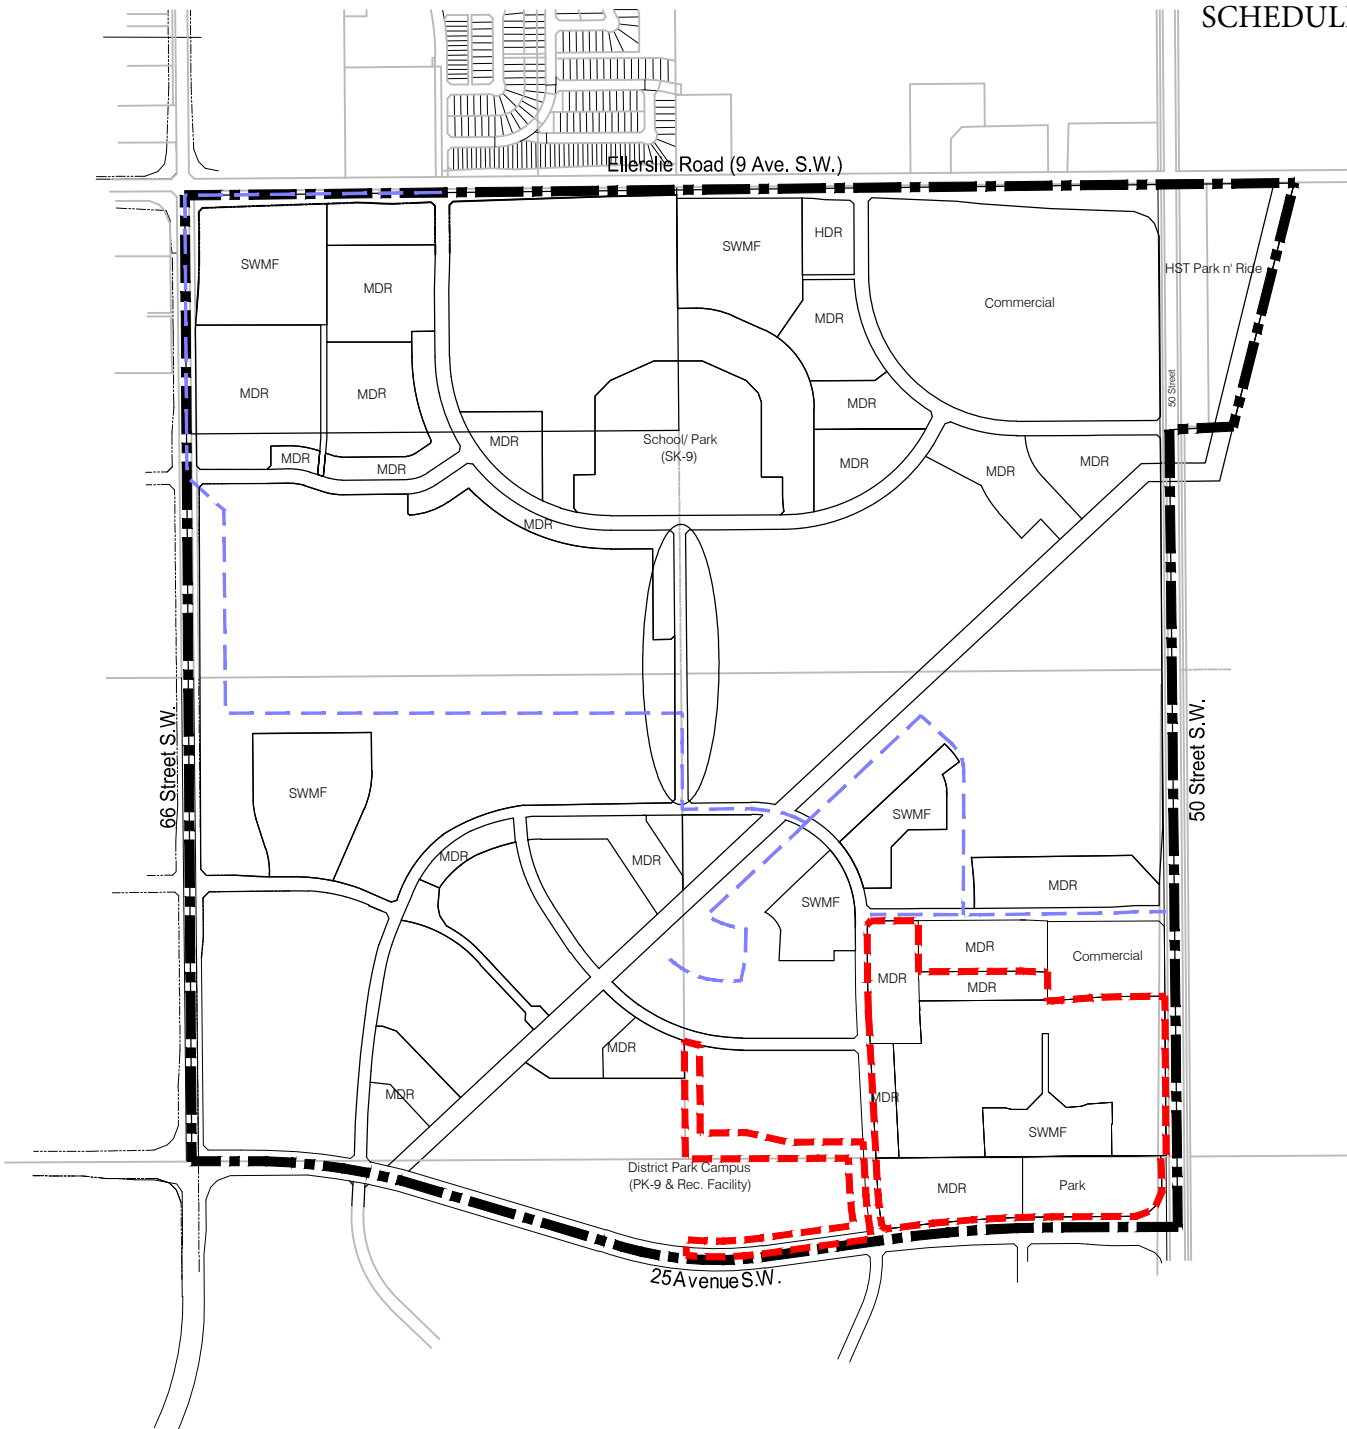 SCHEDULE
Ellerslie Road (9 Ave. S.W.)
SWMF
MDR
SWMF
HDR
HST Park n' Ride
MDR
Commercial
MDR
MDR
MDR
50 Street
MDR
School/ Park
(SK-9)
MDR
MDR
MDR
MDR
MDR
MDR
MDR
66 Street S.W.
50 Street S.W.
SWMF
SWMF
MDR
MDR
MDR
SWMF
MDR
Commercial
MDR
MDR
MDR
MDR
MDR
SWMF
District Park Campus
(PK-9 & Rec. Facility)
MDR
Park
25 Avenue S.W.